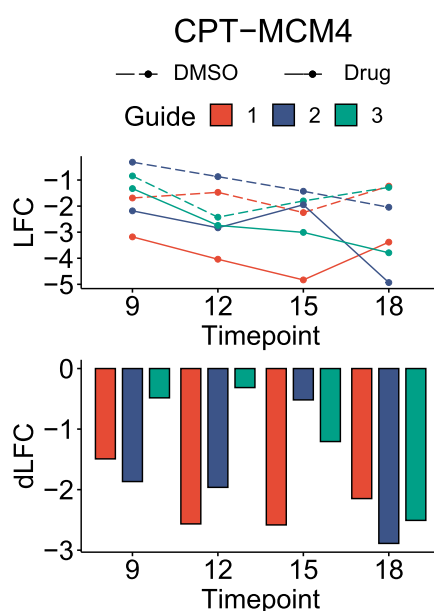 CPT−MCM4
DMSO Drug
Guide 1 2 3
LFC
−1
−2
−3
−4
−5
9 12 15 18
Timepoint
dLFC
0
−1
−2
−3
9 12 15 18
Timepoint